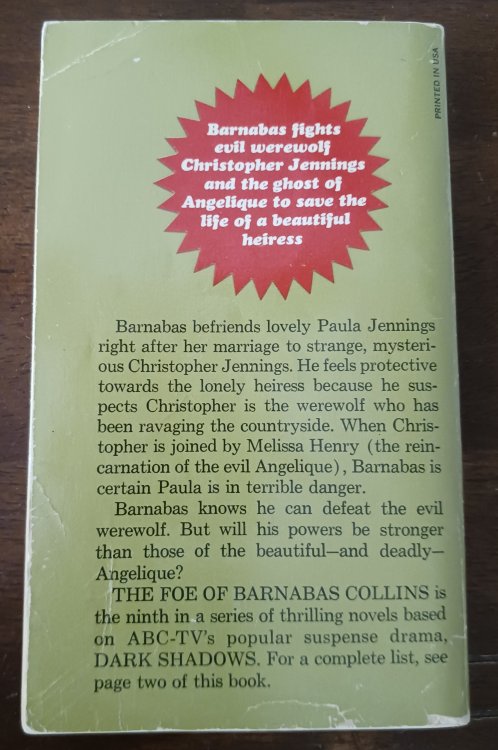 PRINTED IN USA
Barnabas fights
evil werewolf
Christopher Jennings
and the ghost of
Angelique to save the
life of a beautiful
heiress
Barnabas befriends lovely Paula Jennings
right after her marriage to strange, mysteri-
ous Christopher Jennings. He feels protective
towards the lonely heiress because he sus-
pects Christopher is the werewolf who has
been ravaging the countryside. When Chris-
topher is joined by Melissa Henry (the rein-
carnation of the evil Angelique), Barnabas is
certain Paula is in terrible danger.
Barnabas knows he can defeat the evil
werewolf. But will his powers be stronger
than those of the beautiful—and deadly—
Angelique?
THE FOE OF BARNABAS COLLINS is
the ninth in a series of thrilling novels based
on ABC-TV's popular suspense drama,
DARK SHADOWS. For a complete list, see
page two of this book.